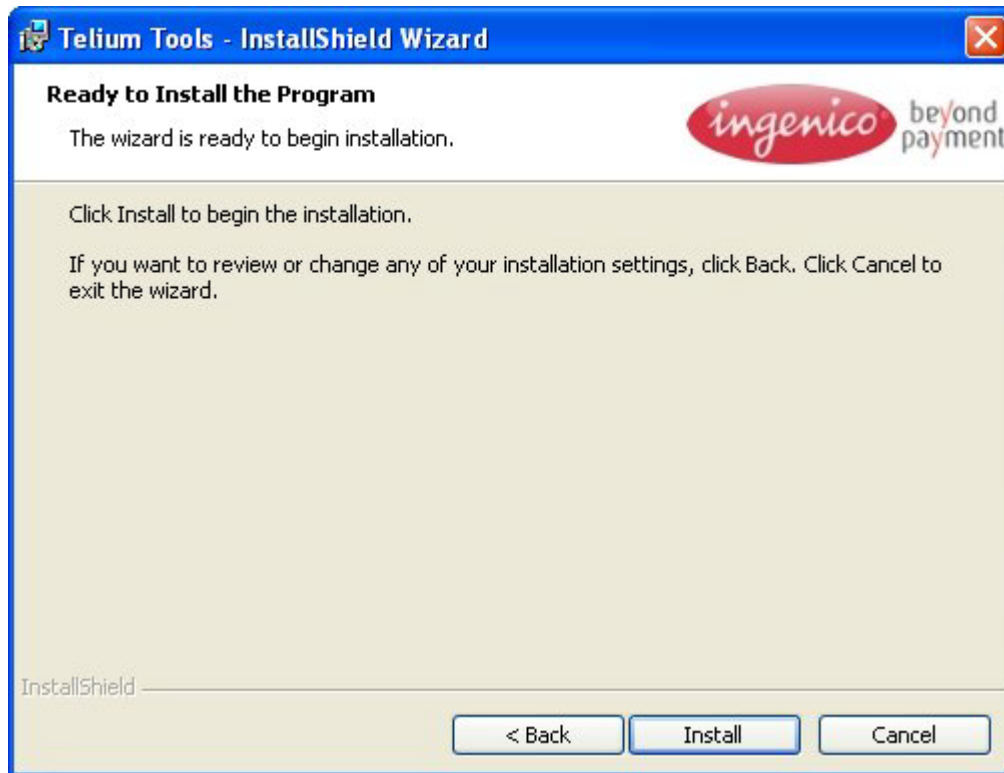 Telium Tools - InstallShield Wizard
Ready to Install the Program
The wizard is ready to begin installation.
ingenico
beyond
payment
Click Install to begin the installation.
If you want to review or change any of your installation settings, click Back. Click Cancel to
exit the wizard.
InstallShield
< Back
Install
Cancel